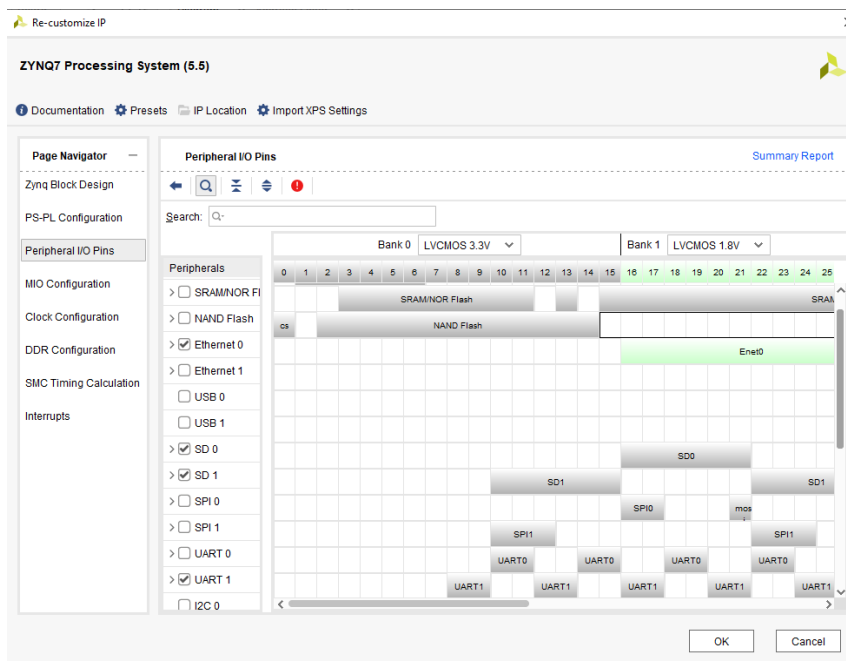 Re-customize IP
ZYNQ7 Processing System (5.5)
Documentation Presets IP Location Import XPS Settings
Page Navigator
Zynq Block Design
PS-PL Configuration
Peripheral I/O Pins
MIO Configuration
Clock Configuration
DDR Configuration
SMC Timing Calculation
Interrupts
Peripheral I/O Pins Summary Report
Search: Q-
Bank 0 LVCMOS 3.3V Bank 1 LVCMOS 1.8V
Peripherals 0 1 2 3 4 5 6 7 8 9 10 11 12 13 14 15 16 17 18 19 20 21 22 23 24 25
SRAM/NOR Fl SRAM/NOR Flash SRAM
NAND Flash cs NAND Flash
Ethernet 0 Enet0
Ethernet 1
USB 0
USB 1
SD 0 SD0
SD 1 SD1 SD1
SPI 0 SPI0 mos
SPI 1 SPI1 SPI1
UART 0 UART0 UART0 UART0 UART0
UART 1 UART1 UART1 UART1 UART1 UART1
I2C 0
OK Cancel